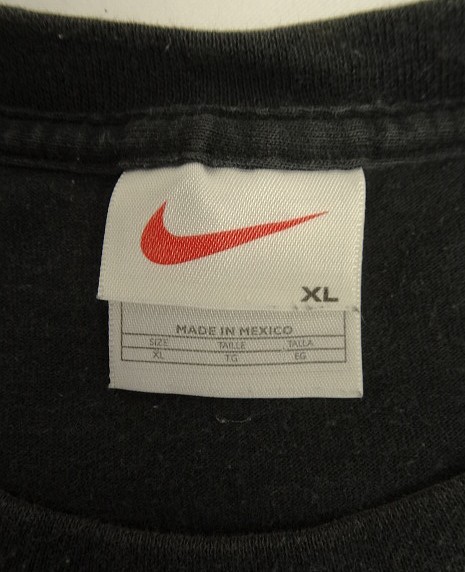 XL
MADE IN MEXICO
SIZE TAILLE TALLA
XL TG EG